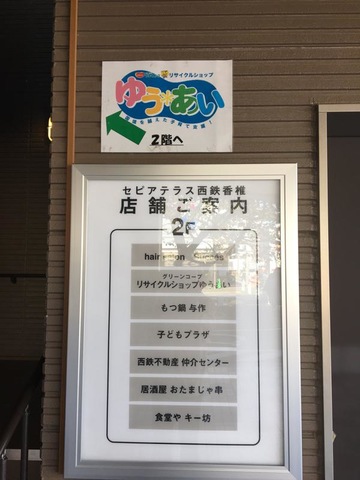 リサイクルショップ
ゆう*あい
2階へ
セピアテラス西鉄香椎
店舗ご案内
2F
hair salon Success
グリーンコープ
リサイクルショップゆうあい
もつ鍋 与作
子どもプラザ
西鉄不動産 仲介センター
居酒屋 おたまじゃ串
食堂や キー坊